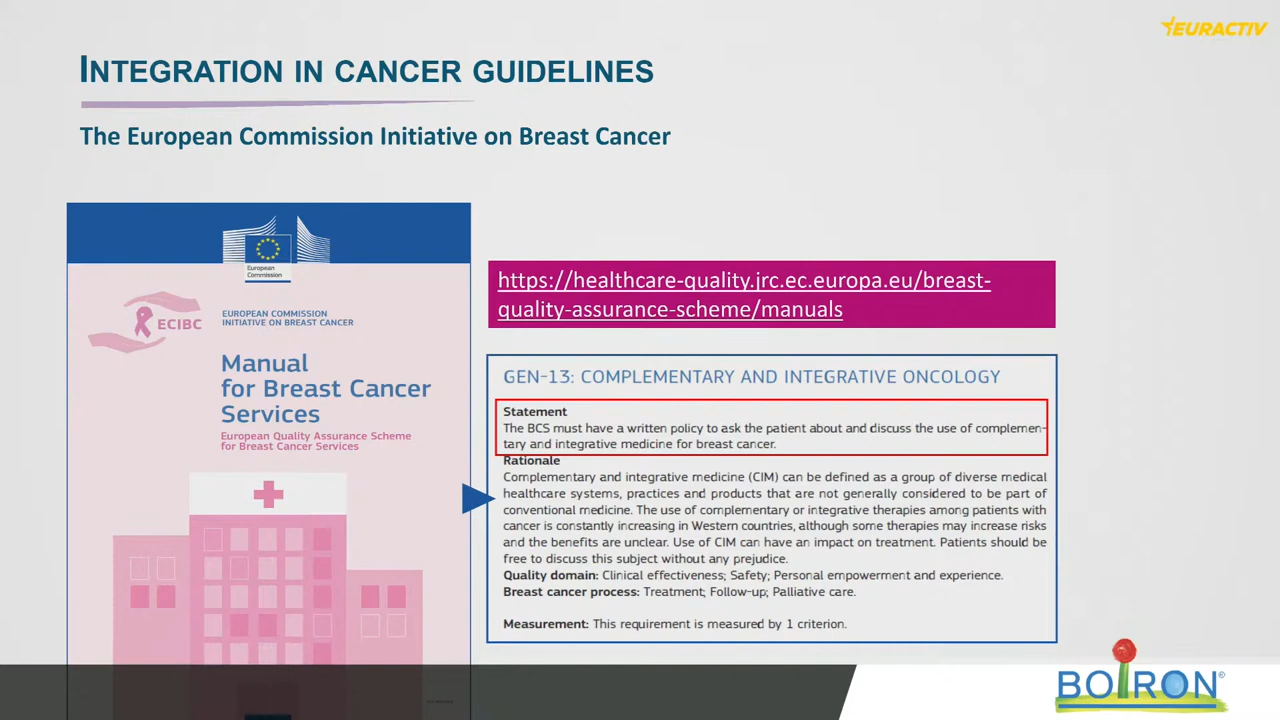 EURACTIV
INTEGRATION IN CANCER GUIDELINES
The European Commission Initiative on Breast Cancer
European
Commission
ECIBC
EUROPEAN COMMISSION
INITIATIVE ON BREAST CANCER
Manual
for Breast Cancer
Services
European Quality Assurance Scheme
for Breast Cancer Services
https://healthcare-quality.jrc.ec.europa.eu/breast-
quality-assurance-scheme/manuals
GEN-13: COMPLEMENTARY AND INTEGRATIVE ONCOLOGY
Statement
The BCS must have a written policy to ask the patient about and discuss the use of complemen-
tary and integrative medicine for breast cancer.
Rationale
Complementary and integrative medicine (CIM) can be defined as a group of diverse medical
healthcare systems, practices and products that are not generally considered to be part of
conventional medicine. The use of complementary or integrative therapies among patients with
cancer is constantly increasing in Western countries, although some therapies may increase risks
and the benefits are unclear. Use of CIM can have an impact on treatment. Patients should be
free to discuss this subject without any prejudice.
Quality domain: Clinical effectiveness; Safety; Personal empowerment and experience.
Breast cancer process: Treatment; Follow-up; Palliative care.
Measurement: This requirement is measured by 1 criterion.
BOIRON®